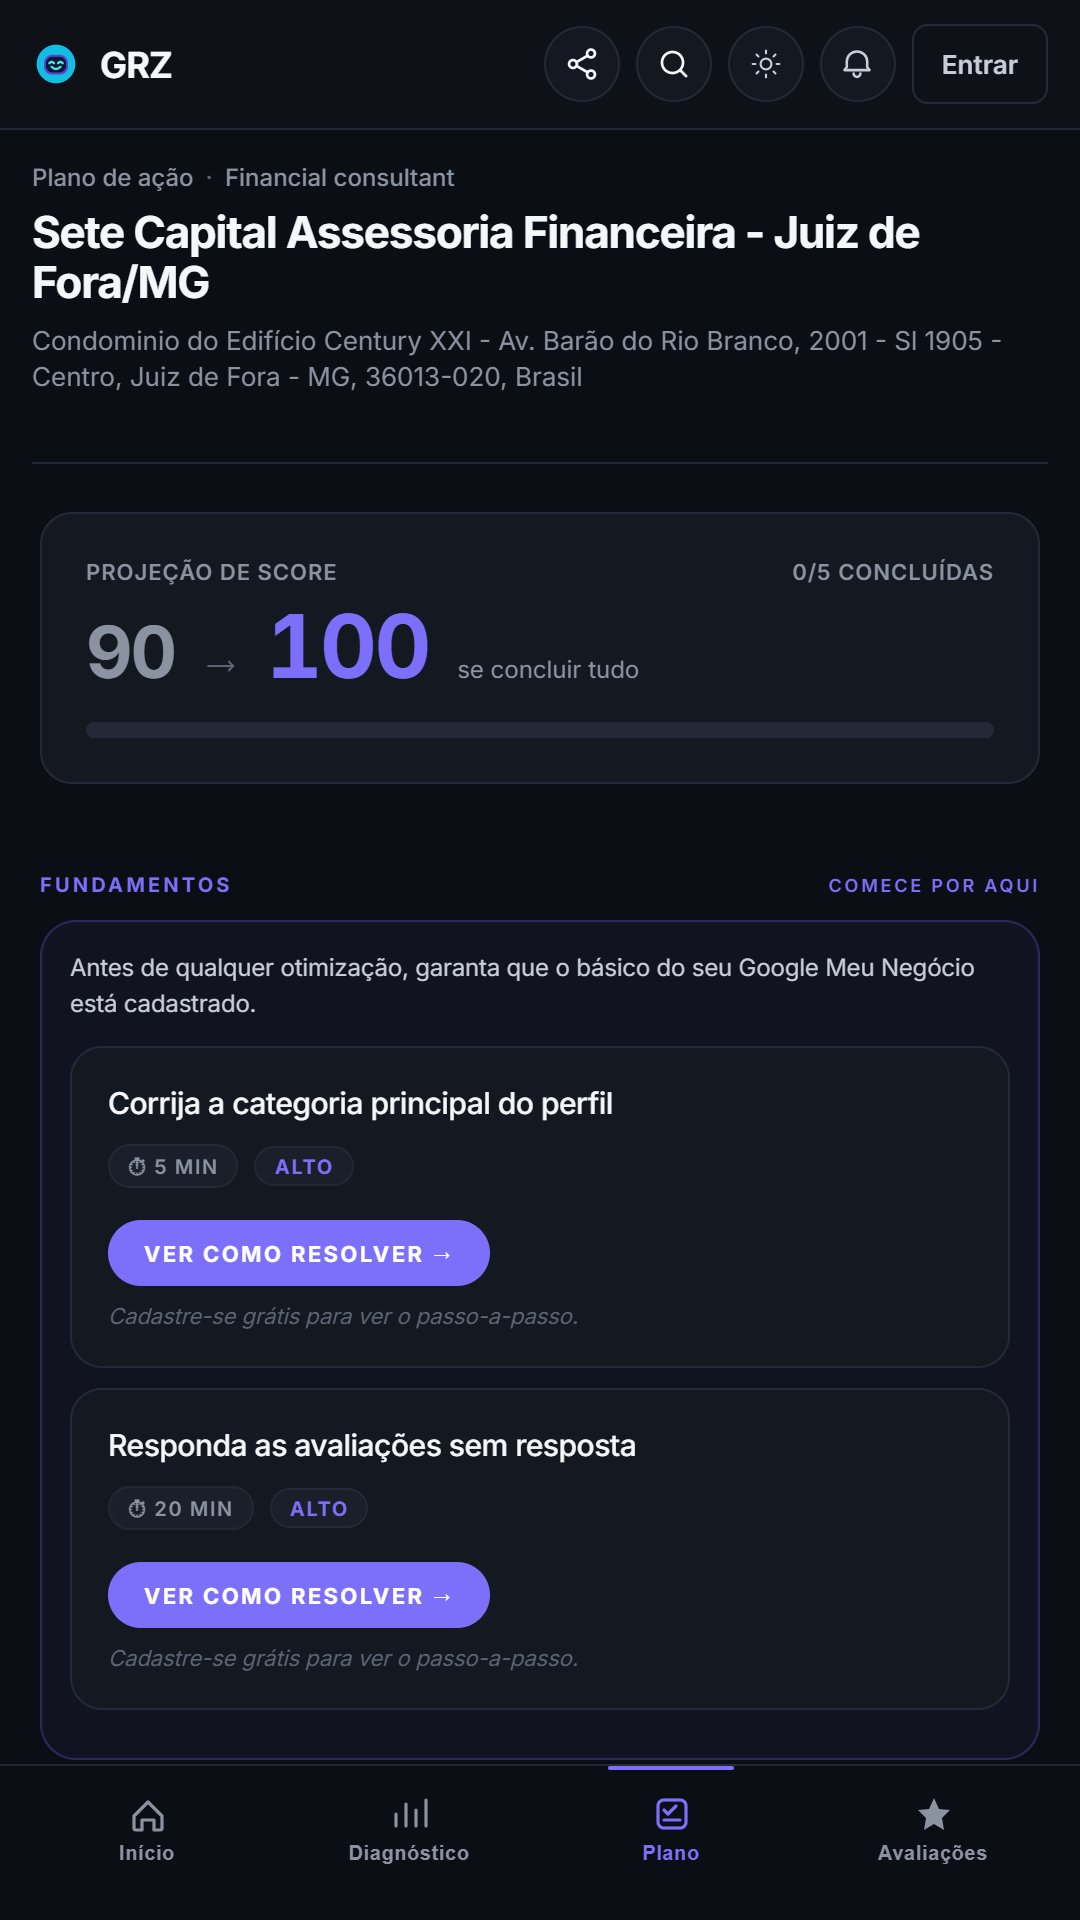 GRZ
Entrar
Plano de ação · Financial consultant
Sete Capital Assessoria Financeira - Juiz de
Fora/MG
Condominio do Edifício Century XXI - Av. Barão do Rio Branco, 2001 - Sl 1905 -
Centro, Juiz de Fora - MG, 36013-020, Brasil
PROJEÇÃO DE SCORE
0/5 CONCLUÍDAS
90 → 100 se concluir tudo
FUNDAMENTOS
COMECE POR AQUI
Antes de qualquer otimização, garanta que o básico do seu Google Meu Negócio
está cadastrado.
Corrija a categoria principal do perfil
⏱ 5 MIN
ALTO
VER COMO RESOLVER →
Cadastre-se grátis para ver o passo-a-passo.
Responda as avaliações sem resposta
⏱ 20 MIN
ALTO
VER COMO RESOLVER →
Cadastre-se grátis para ver o passo-a-passo.
Início
Diagnóstico
Plano
Avaliações